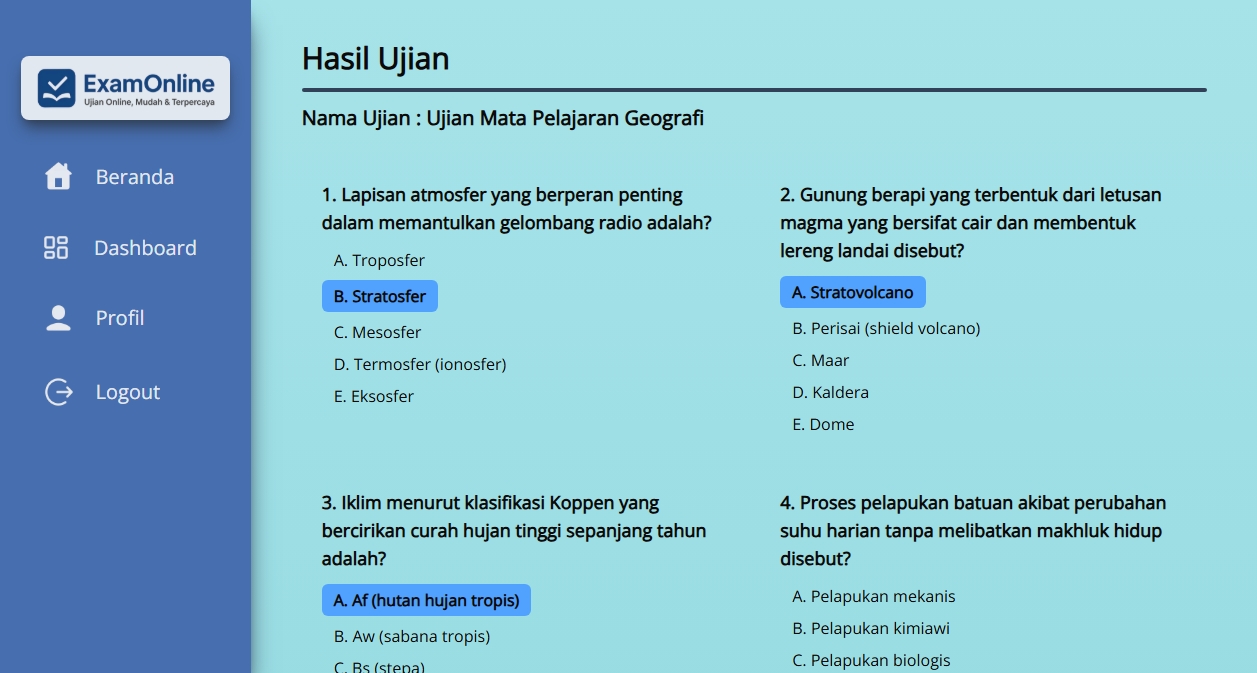 ExamOnline
Ujian Online, Mudah & Terpercaya
Beranda
Dashboard
Profil
Logout
Hasil Ujian
Nama Ujian : Ujian Mata Pelajaran Geografi
1. Lapisan atmosfer yang berperan penting
dalam memantulkan gelombang radio adalah?
A. Troposfer
B. Stratosfer
C. Mesosfer
D. Termosfer (ionosfer)
E. Eksosfer
2. Gunung berapi yang terbentuk dari letusan
magma yang bersifat cair dan membentuk
lereng landai disebut?
A. Stratovolcano
B. Perisai (shield volcano)
C. Maar
D. Kaldera
E. Dome
3. Iklim menurut klasifikasi Koppen yang
bercirikan curah hujan tinggi sepanjang tahun
adalah?
A. Af (hutan hujan tropis)
B. Aw (sabana tropis)
C. Bs (stepa)
4. Proses pelapukan batuan akibat perubahan
suhu harian tanpa melibatkan makhluk hidup
disebut?
A. Pelapukan mekanis
B. Pelapukan kimiawi
C. Pelapukan biologis